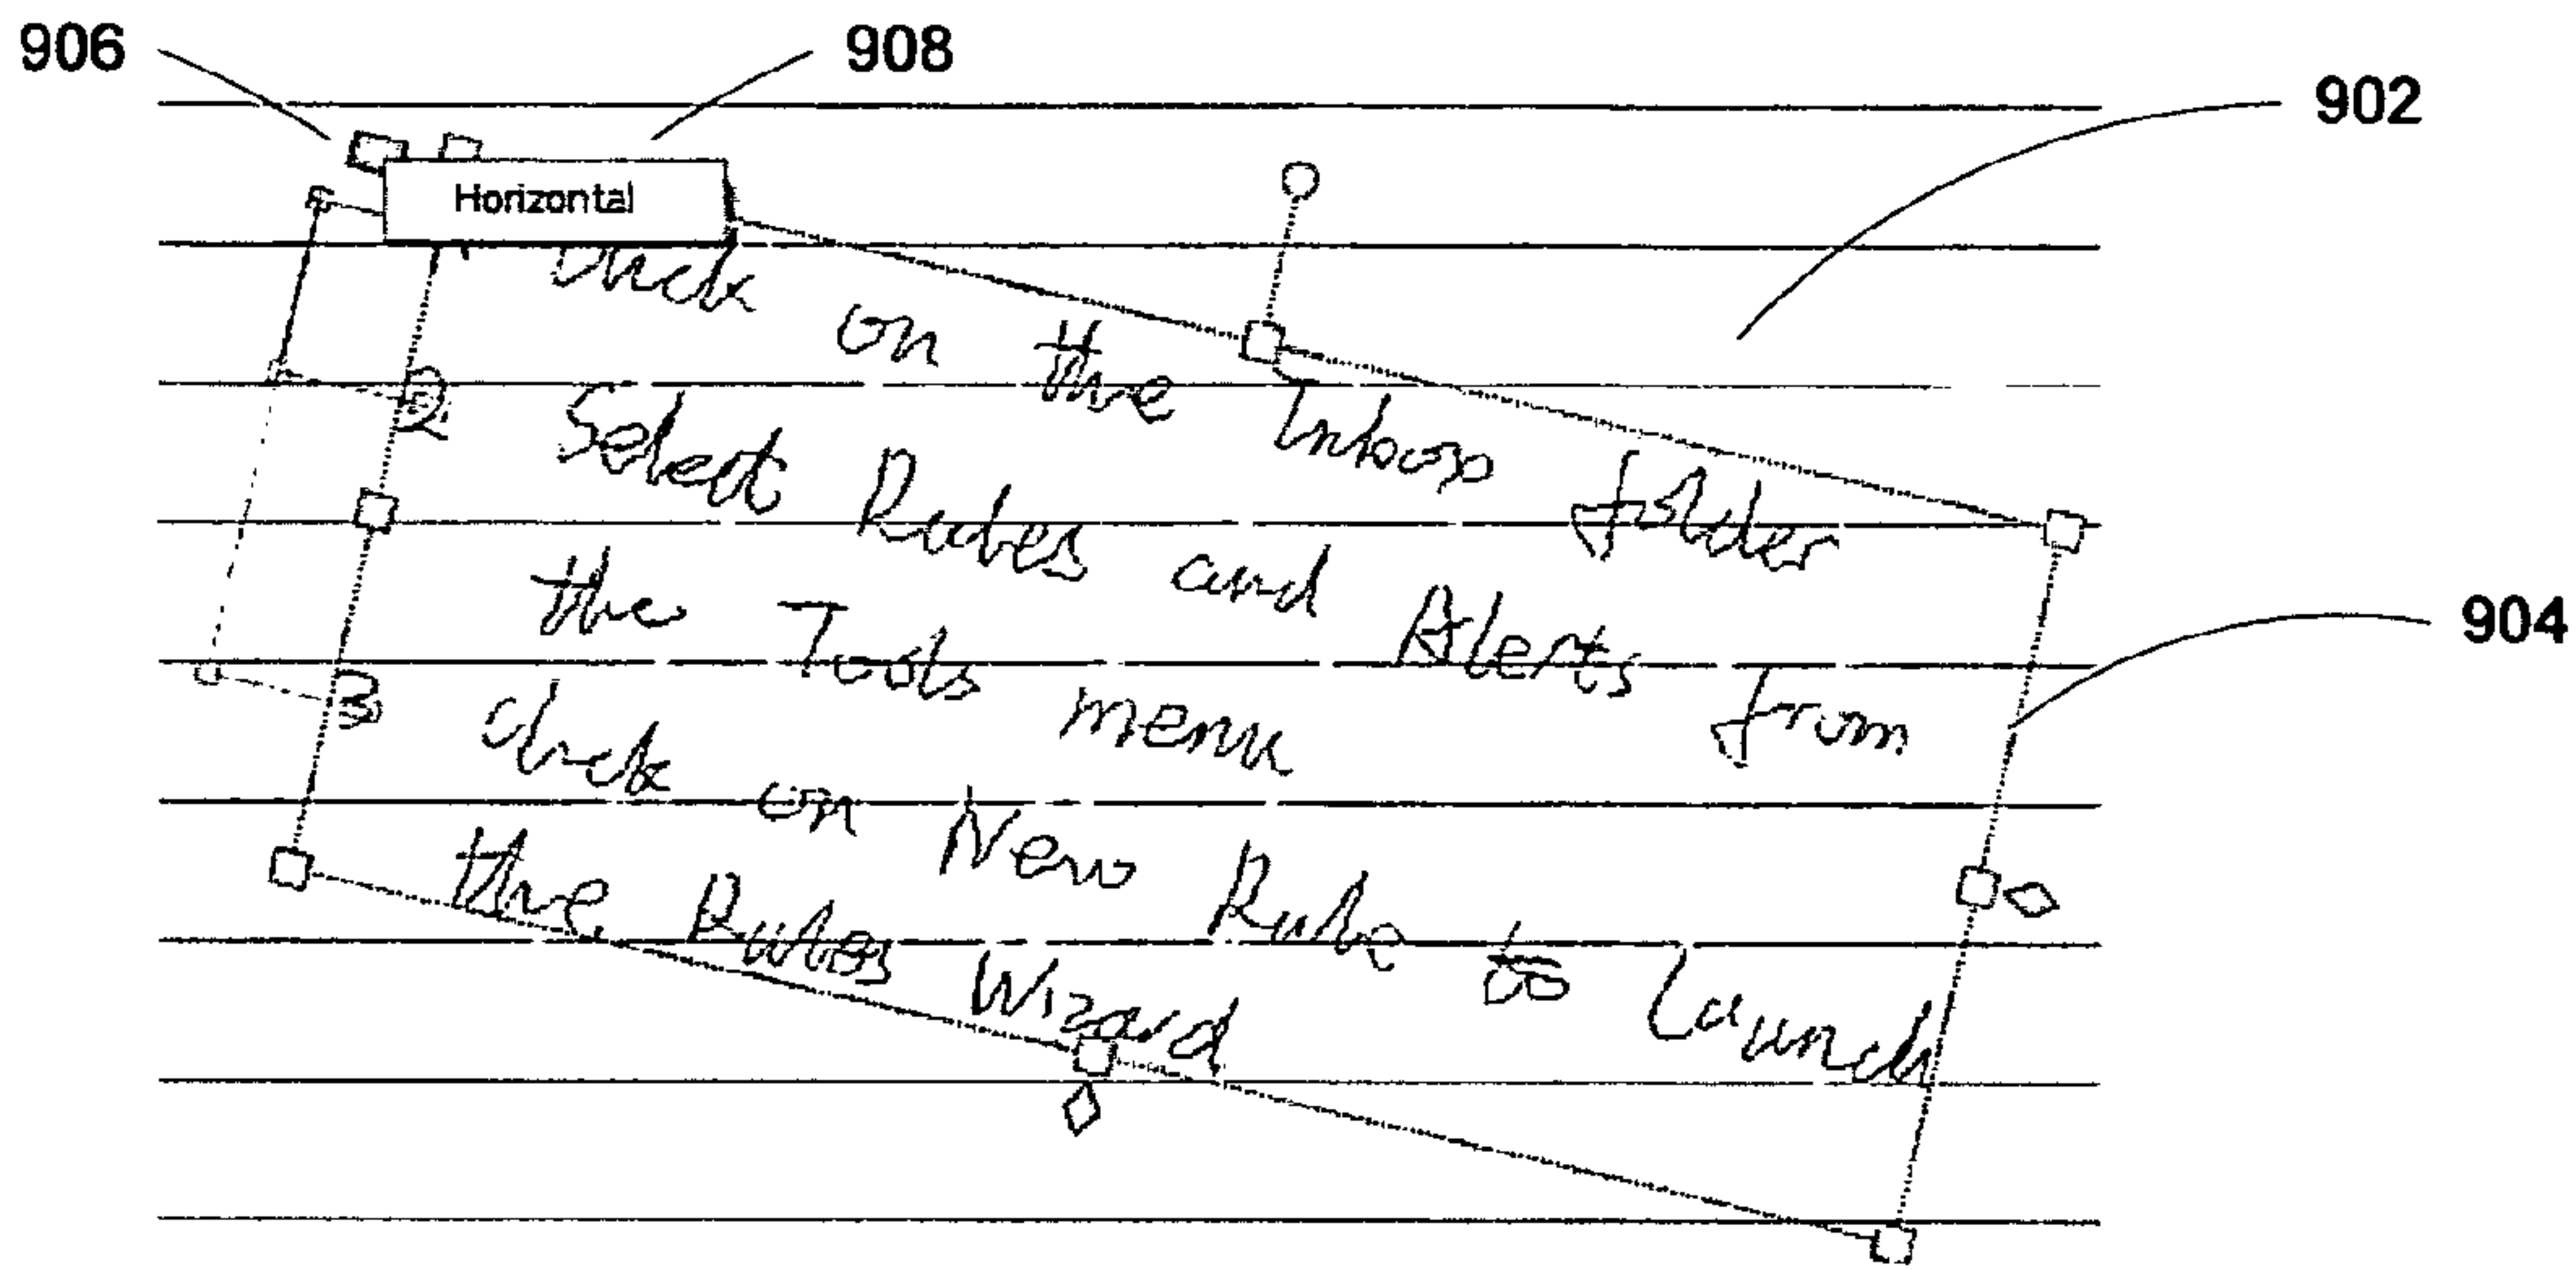 906 908
902
Horizontal
click on the Inbox folder
2 Select Rules and Alerts from
the Tools menu
904
3 click on New Rule to launch
the Rules Wizard